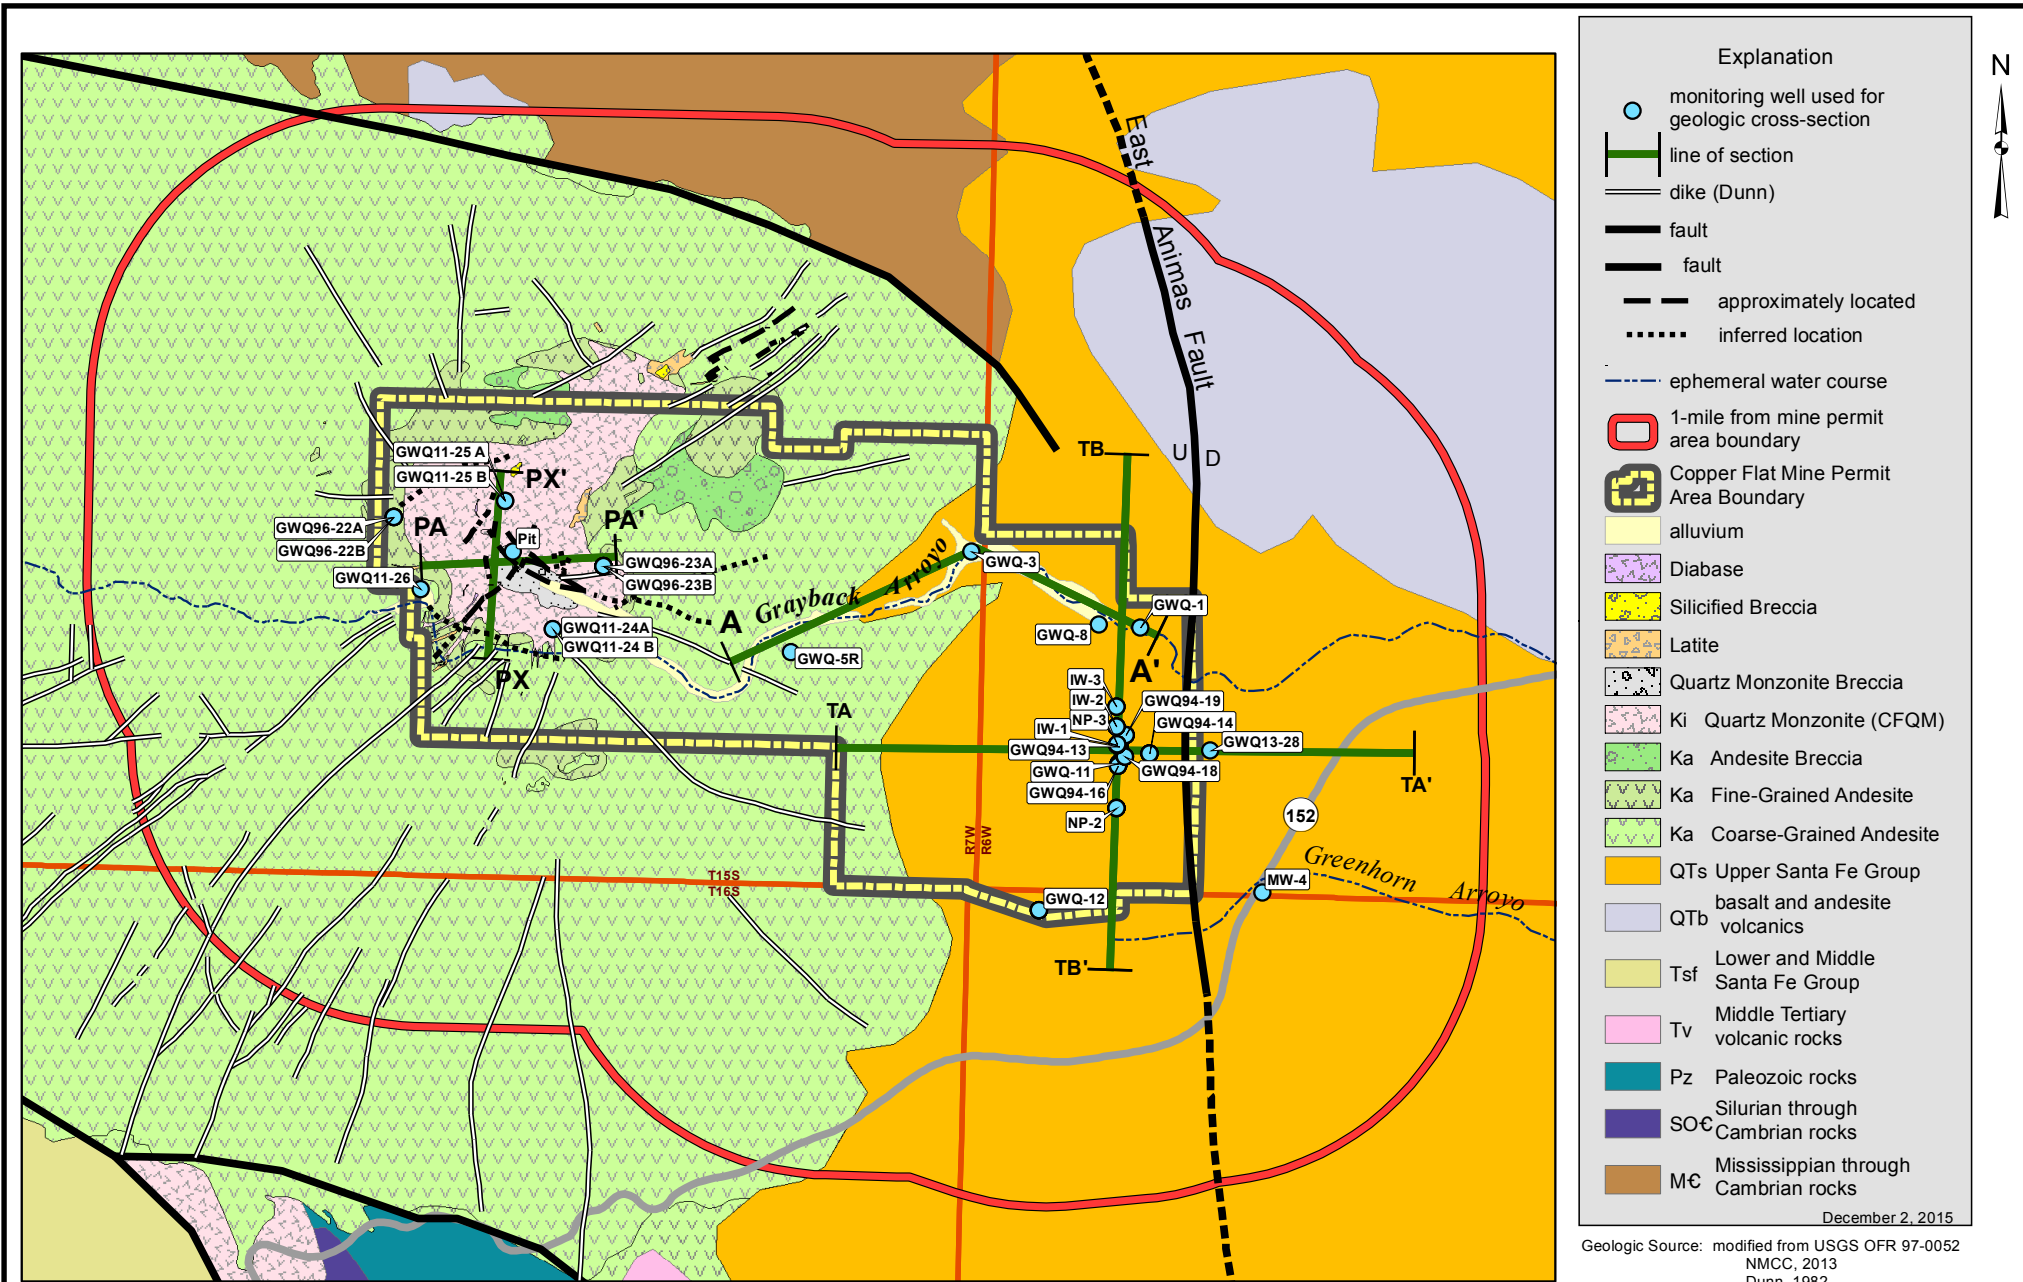 East
Animas
Fault
U
D
TB
GWQ11-25 A
GWQ11-25 B
PX'
GWQ96-22A
GWQ96-22B
PA
PA'
Pit
GWQ96-23A
GWQ96-23B
GWQ11-26
GWQ11-24A
GWQ11-24 B
PX
A
Grayback Arroyo
GWQ-3
GWQ-5R
GWQ-8
GWQ-1
A'
IW-3
IW-2
NP-3
IW-1
GWQ94-19
GWQ94-14
GWQ94-13
GWQ13-28
GWQ-11
GWQ94-18
GWQ94-16
NP-2
TA
TA'
152
R7W
R6W
T15S
T16S
GWQ-12
MW-4
Greenhorn Arroyo
TB'
Explanation
monitoring well used for
geologic cross-section
line of section
dike (Dunn)
fault
fault
approximately located
inferred location
ephemeral water course
1-mile from mine permit
area boundary
Copper Flat Mine Permit
Area Boundary
alluvium
Diabase
Silicified Breccia
Latite
Quartz Monzonite Breccia
Ki Quartz Monzonite (CFQM)
Ka Andesite Breccia
Ka Fine-Grained Andesite
Ka Coarse-Grained Andesite
QTs Upper Santa Fe Group
QTb basalt and andesite
volcanics
Tsf Lower and Middle
Santa Fe Group
Tv Middle Tertiary
volcanic rocks
Pz Paleozoic rocks
SO€ Silurian through
Cambrian rocks
M€ Mississippian through
Cambrian rocks
December 2, 2015
N
Geologic Source: modified from USGS OFR 97-0052
NMCC, 2013
Dunn, 1982